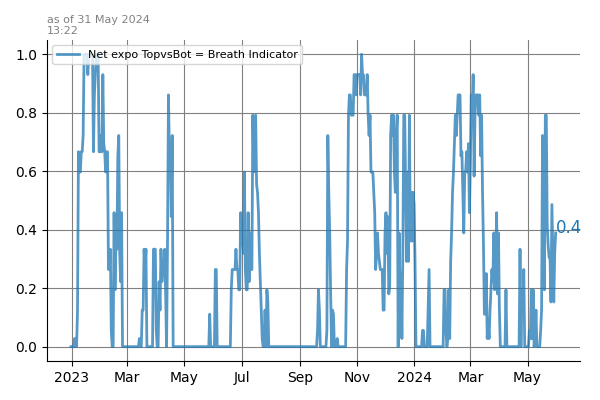 as of 31 May 2024
13:22
Net expo TopvsBot = Breath Indicator
1.0
0.8
0.6
0.4
0.4
0.2
0.0
2023 Mar May Jul Sep Nov 2024 Mar May